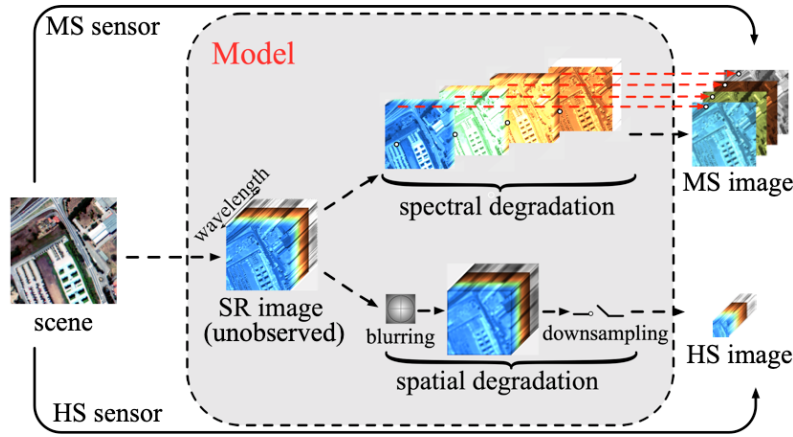 MS sensor
Model
wavelength
spectral degradation
MS image
scene
SR image
(unobserved)
blurring
downsampling
HS image
spatial degradation
HS sensor